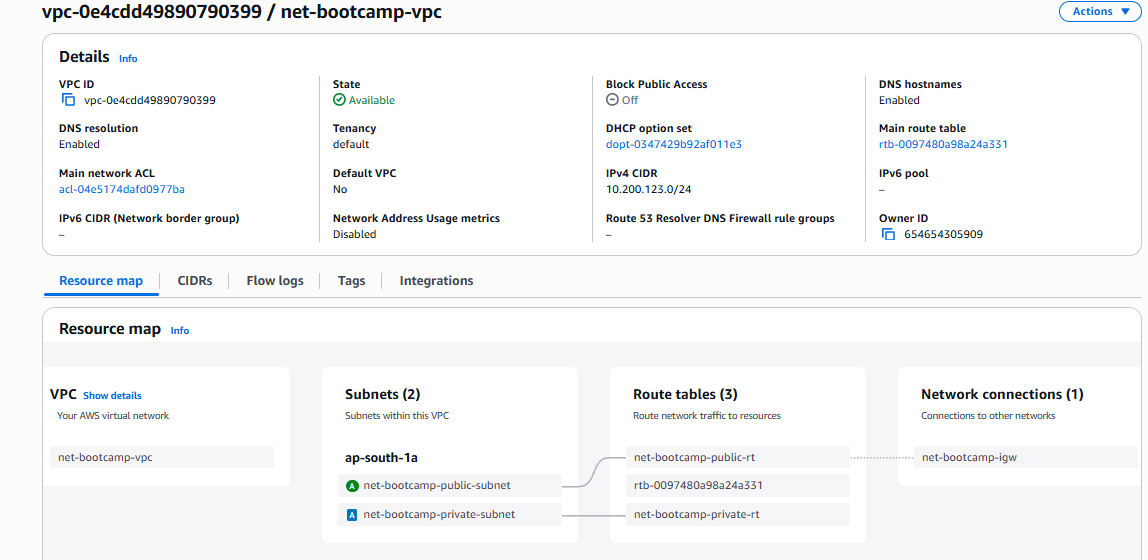 vpc-0e4cdd49890790399 / net-bootcamp-vpc
Actions
Details Info
VPC ID
vpc-0e4cdd49890790399
State
Available
Block Public Access
Off
DNS hostnames
Enabled
DNS resolution
Enabled
Tenancy
default
DHCP option set
dopt-0347429b92af011e3
Main route table
rtb-0097480a98a24a331
Main network ACL
acl-04e5174dafd0977ba
Default VPC
No
IPv4 CIDR
10.200.123.0/24
IPv6 pool
–
IPv6 CIDR (Network border group)
–
Network Address Usage metrics
Disabled
Route 53 Resolver DNS Firewall rule groups
–
Owner ID
654654305909
Resource map
CIDRs
Flow logs
Tags
Integrations
Resource map Info
VPC Show details
Your AWS virtual network
net-bootcamp-vpc
Subnets (2)
Subnets within this VPC
ap-south-1a
A net-bootcamp-public-subnet
A net-bootcamp-private-subnet
Route tables (3)
Route network traffic to resources
net-bootcamp-public-rt
rtb-0097480a98a24a331
net-bootcamp-private-rt
Network connections (1)
Connections to other networks
net-bootcamp-igw